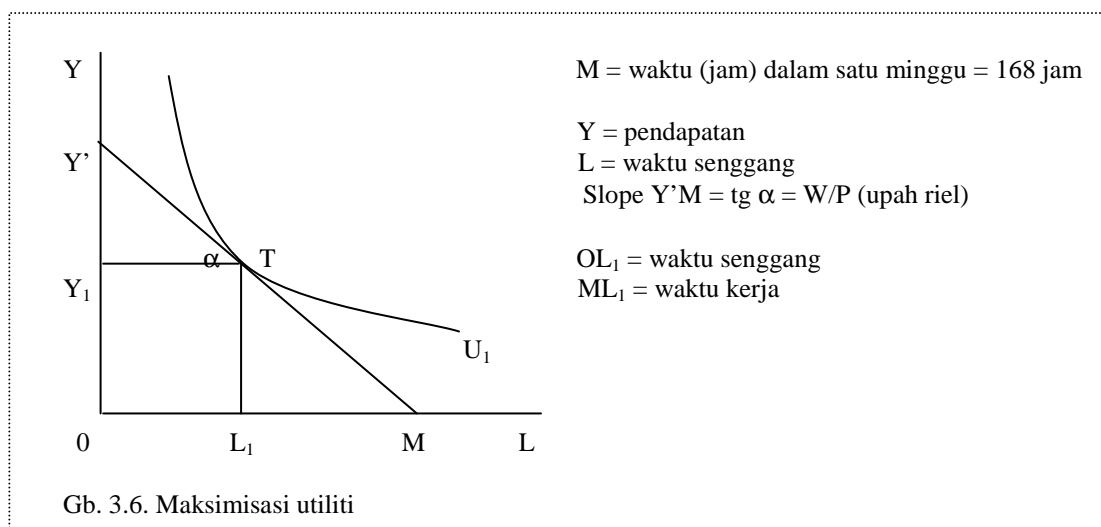 Y
M = waktu (jam) dalam satu minggu = 168 jam
Y = pendapatan
Y’
L = waktu senggang
Slope Y’M = tg α = W/P (upah riel)
α T
OL₁ = waktu senggang
Y₁
ML₁ = waktu kerja
U₁
0 L₁ M L
Gb. 3.6. Maksimisasi utiliti